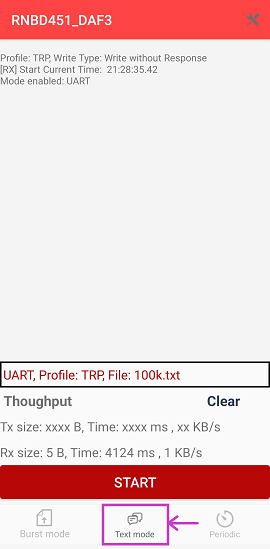 RNBD451_DAF3
Profile: TRP, Write Type: Write without Response
[RX] Start Current Time: 21:28:35.42
Mode enabled: UART
UART, Profile: TRP, File: 100k.txt
Thoughput Clear
Tx size: xxxx B, Time: xxxx ms , xx KB/s
Rx size: 5 B, Time: 4124 ms , 1 KB/s
START
Burst mode Text mode Periodic